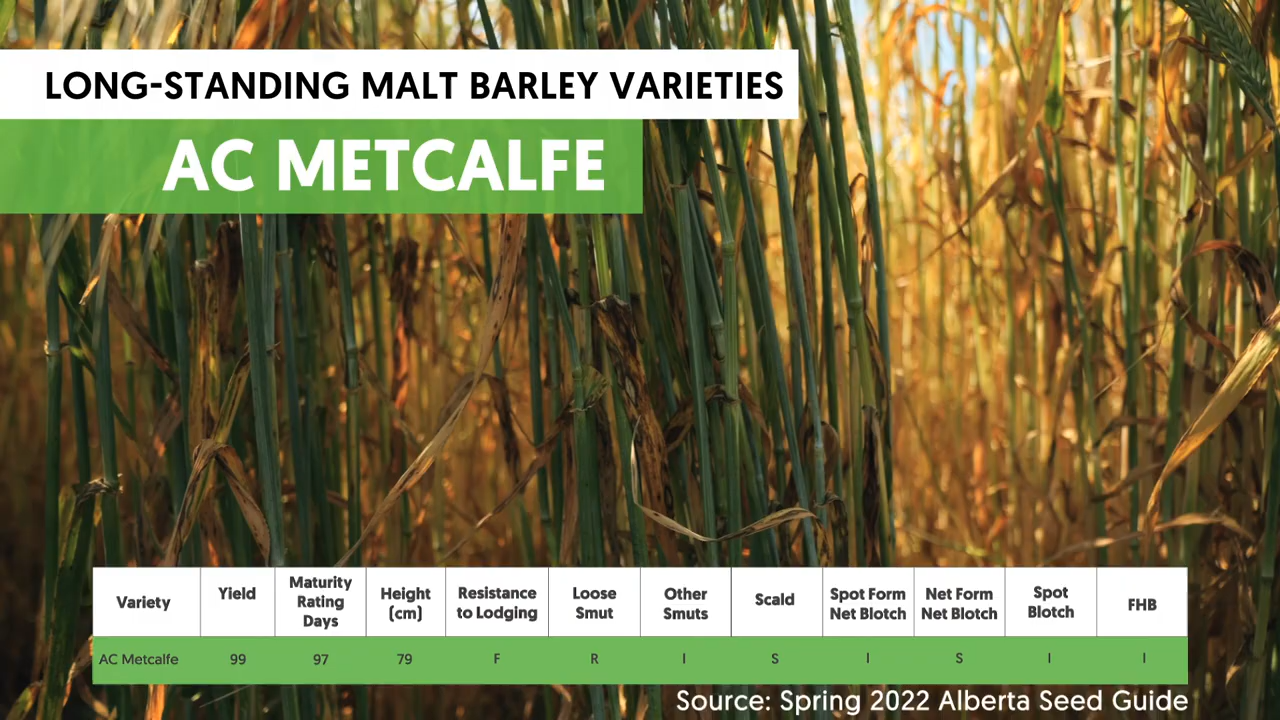 LONG-STANDING MALT BARLEY VARIETIES
AC METCALFE
Variety Yield Maturity Rating Days Height (cm) Resistance to Lodging Loose Smut Other Smuts Scald Spot Form Net Blotch Net Form Net Blotch Spot Blotch FHB
AC Metcalfe 99 97 79 F R I S I S I I
Source: Spring 2022 Alberta Seed Guide